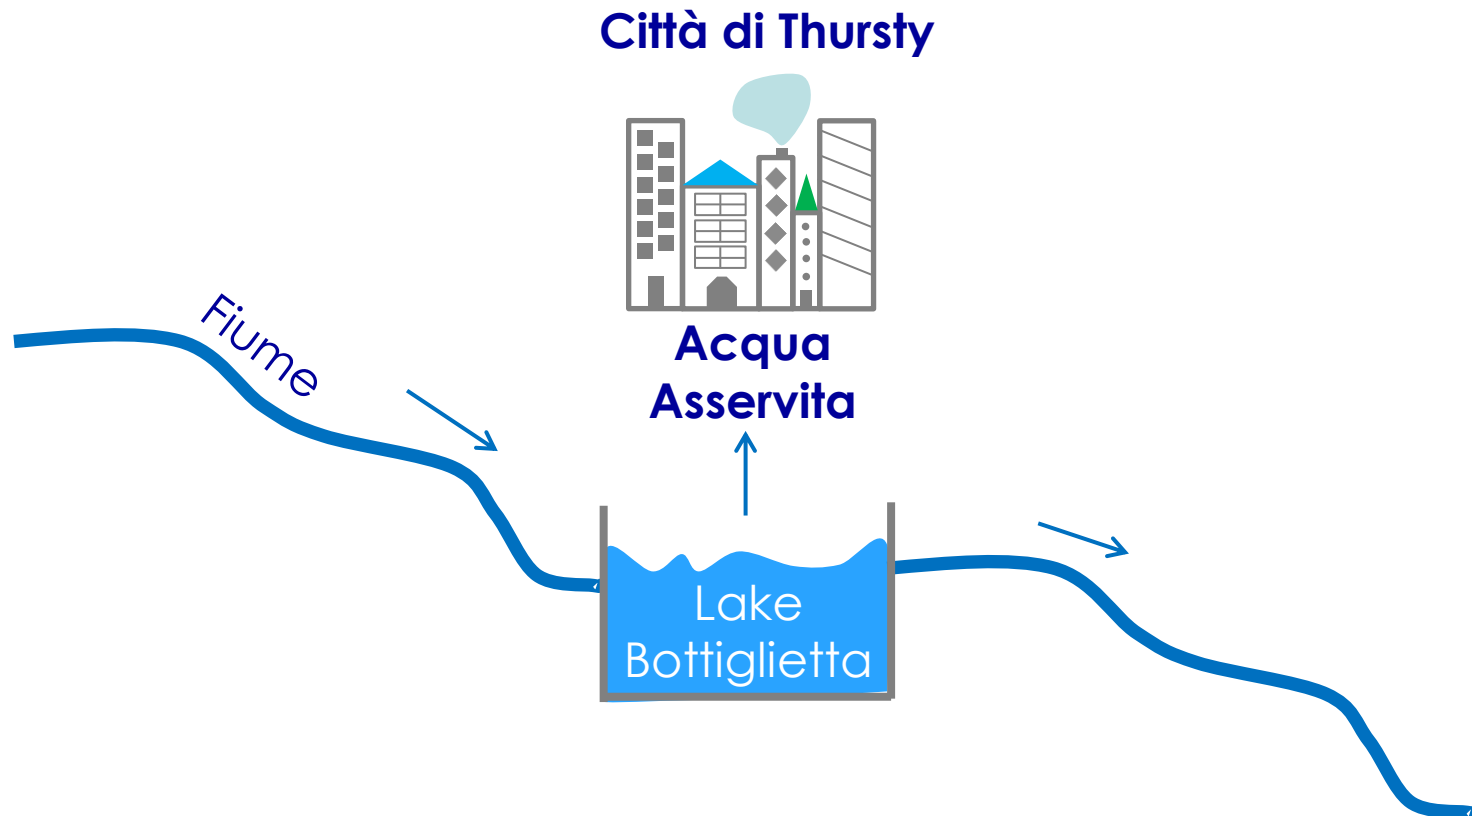 Città di Thursty
Fiume
Acqua
Asservita
Lake
Bottiglietta